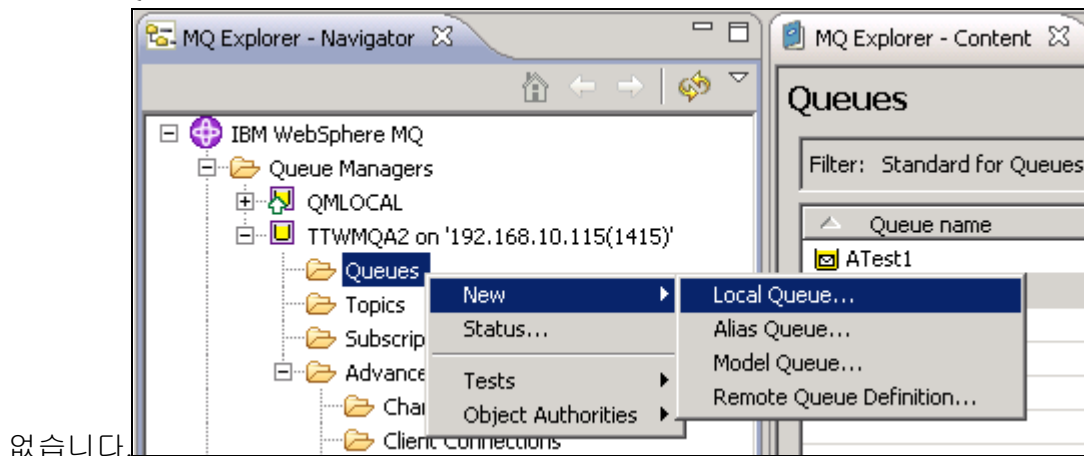 MQ Explorer - Navigator
IBM WebSphere MQ
Queue Managers
QMLOCAL
TTWMQA2 on '192.168.10.115(1415)'
Queues
Topics
Subscrip
Advance
Cha
Client Connections
New
Status...
Tests
Object Authorities
Local Queue...
Alias Queue...
Model Queue...
Remote Queue Definition...
MQ Explorer - Content
Queues
Filter: Standard for Queues
Queue name
ATest1
없습니다.